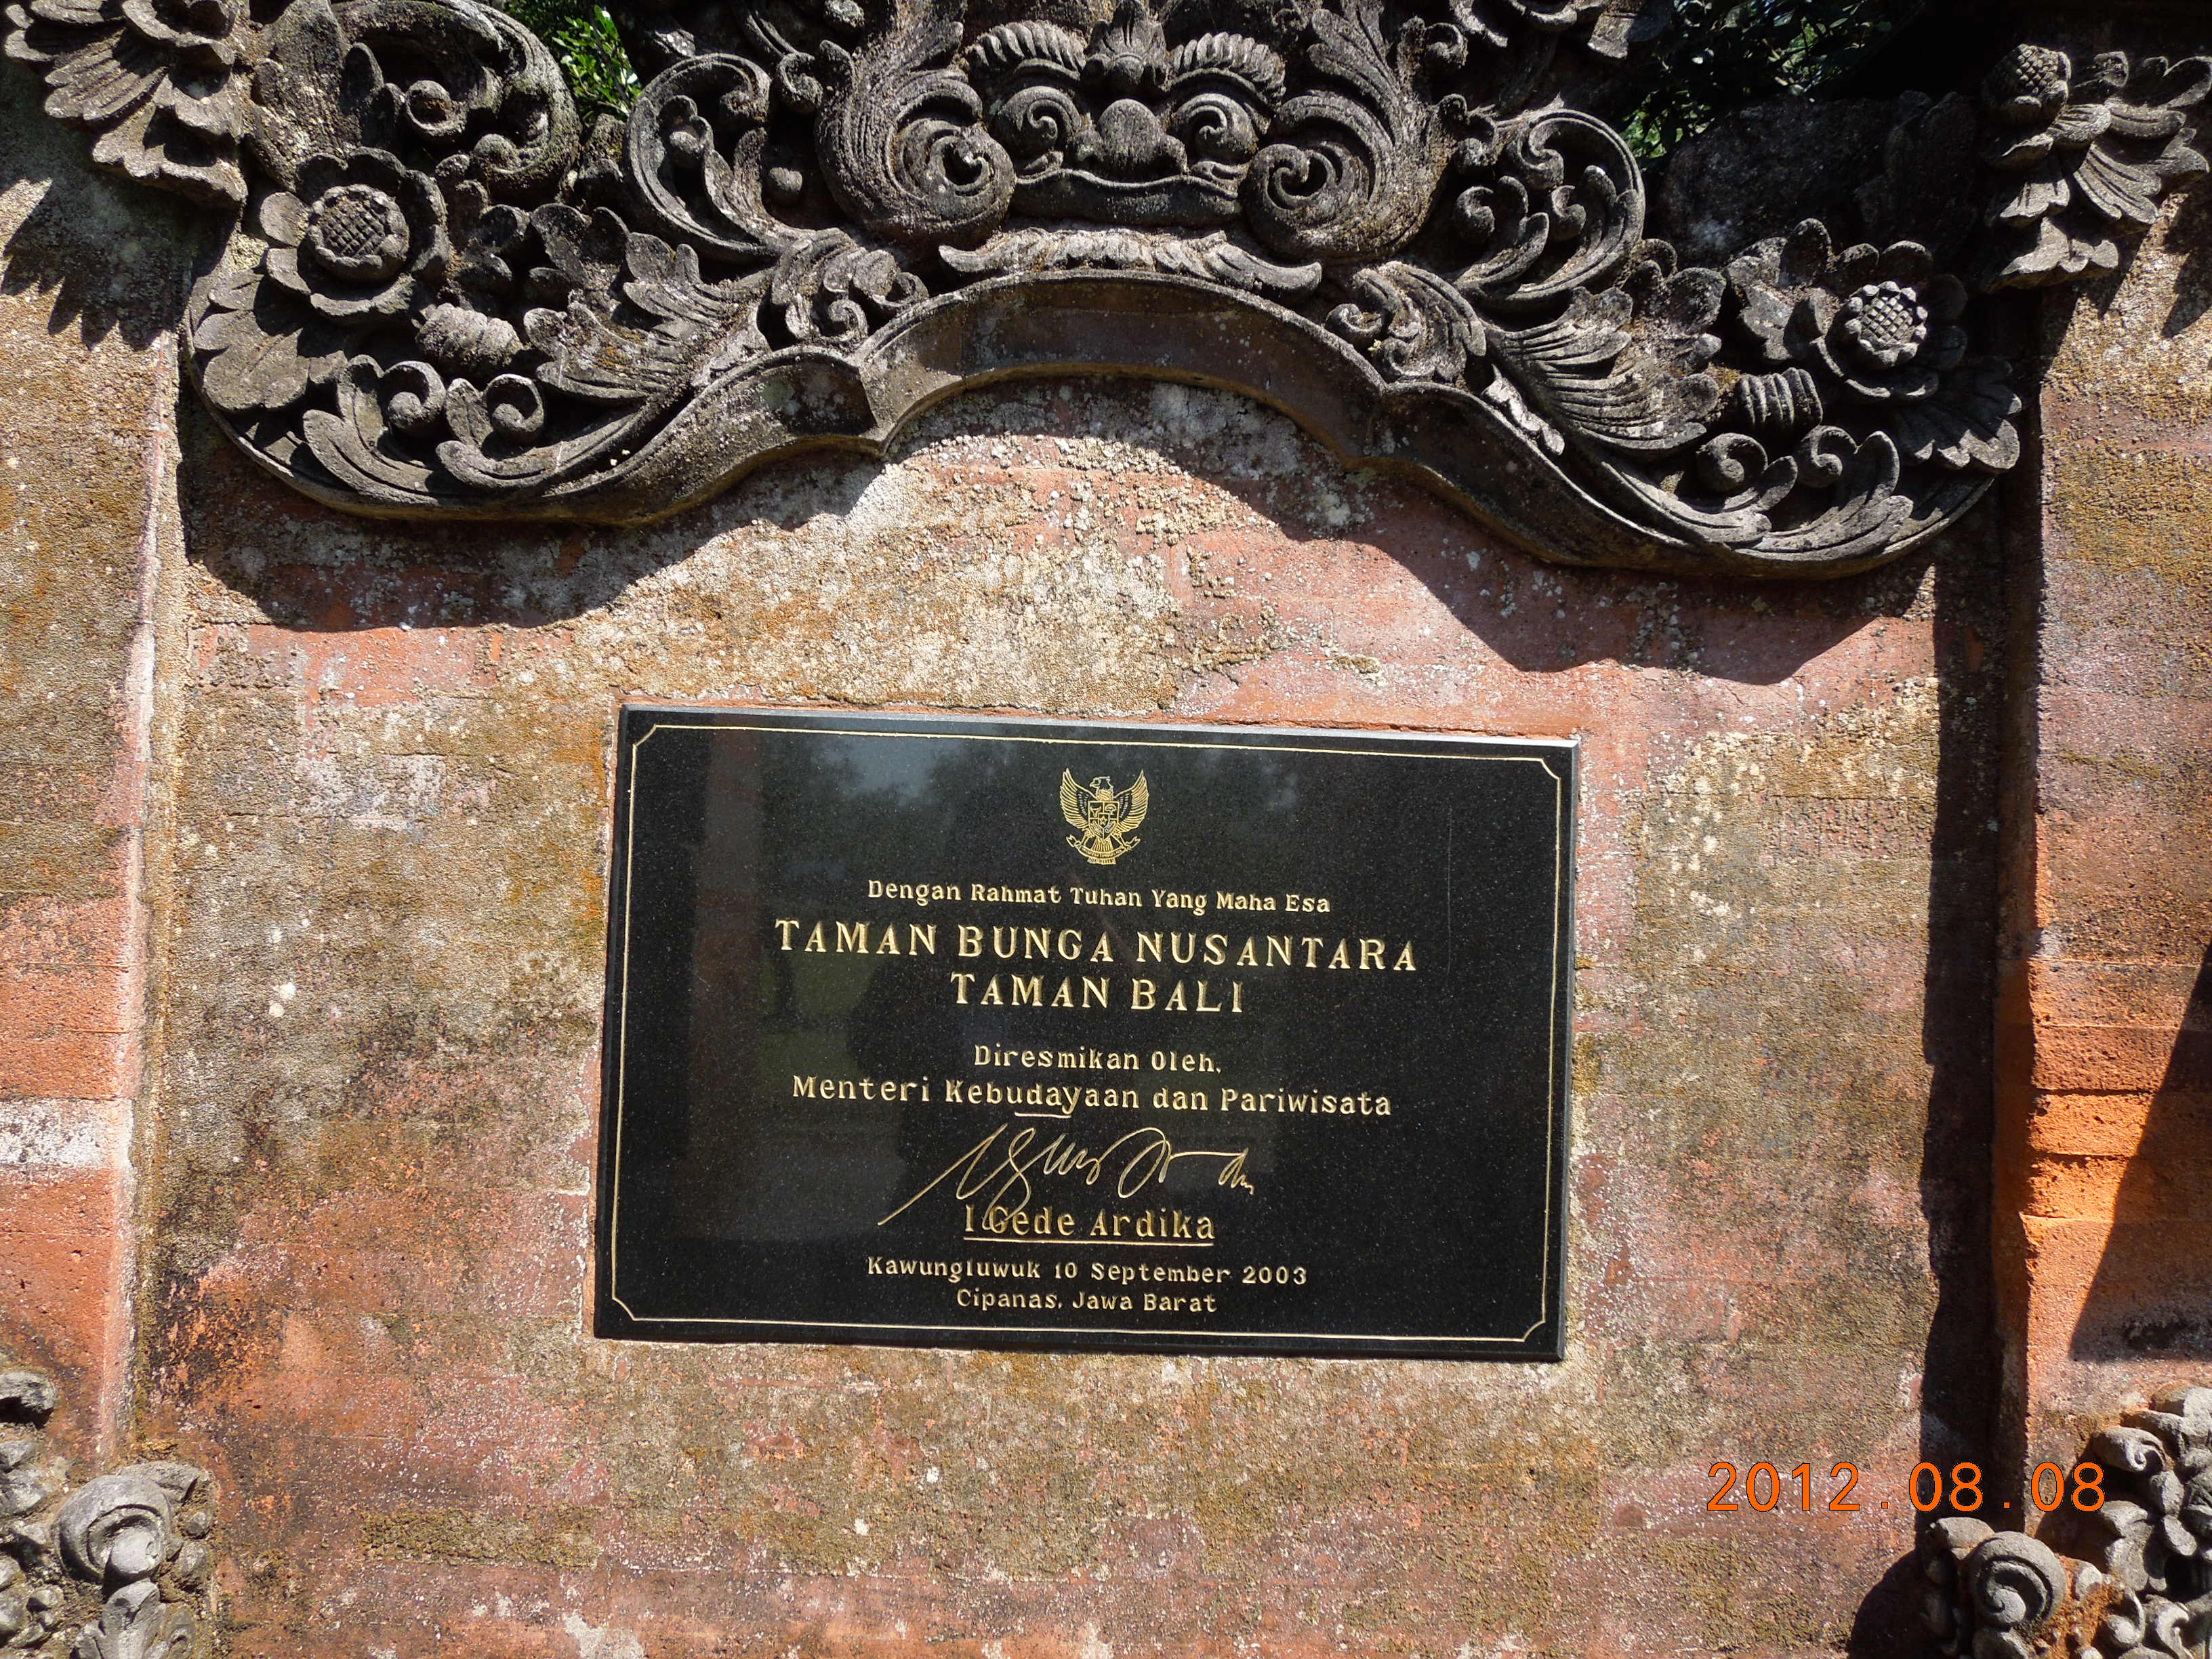 Dengan Rahmat Tuhan Yang Maha Esa
TAMAN BUNGA NUSANTARA
TAMAN BALI
Diresmikan Oleh,
Menteri Kebudayaan dan Pariwisata
I Gede Ardika
Kawungluwuk 10 September 2003
Cipanas, Jawa Barat
2012.08.08